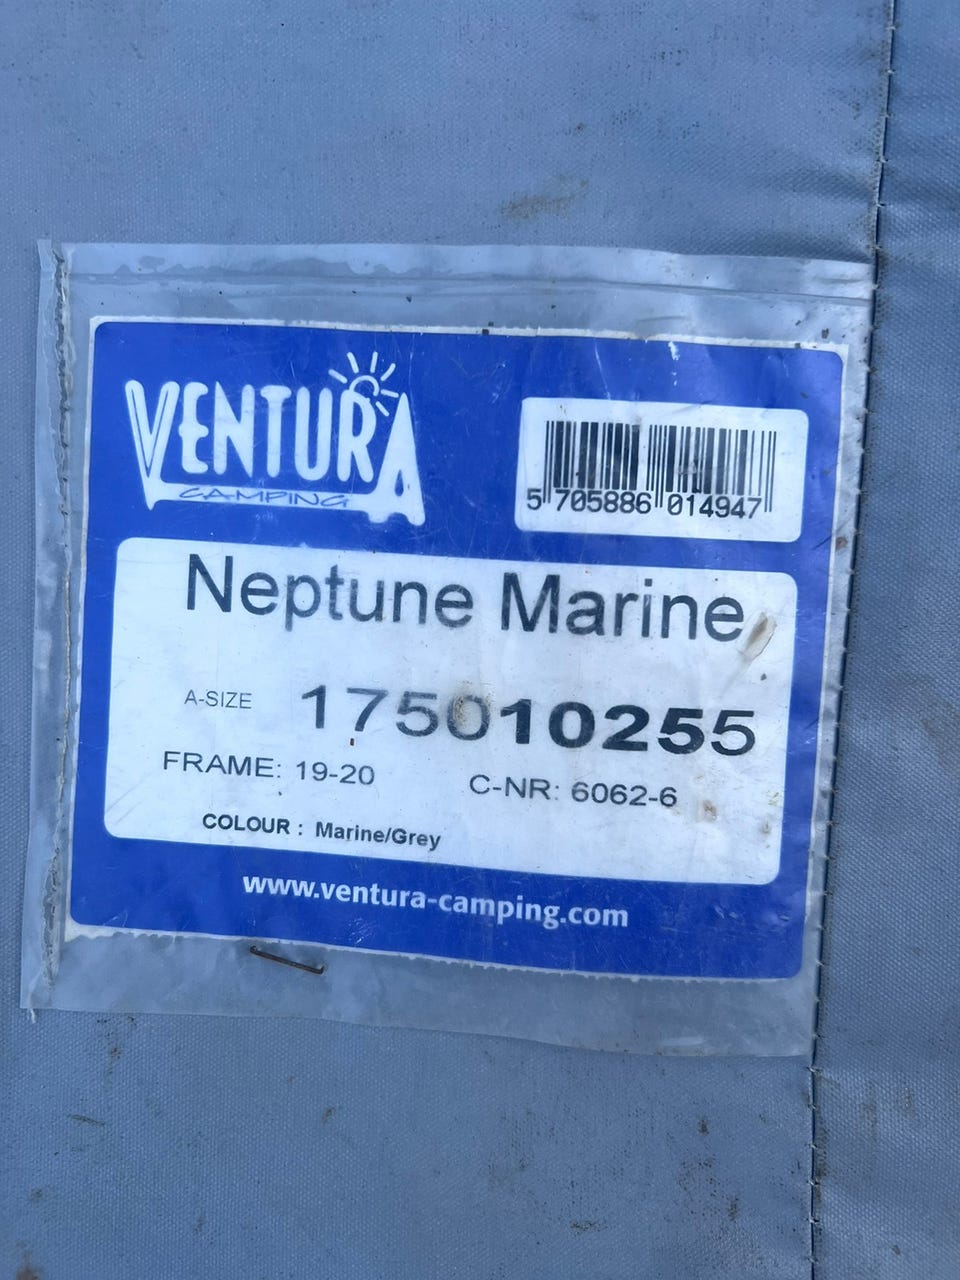 VENTURA
CAMPING
5 705886 014947
Neptune Marine
A-SIZE 175010255
FRAME: 19-20 C-NR: 6062-6
COLOUR : Marine/Grey
www.ventura-camping.com